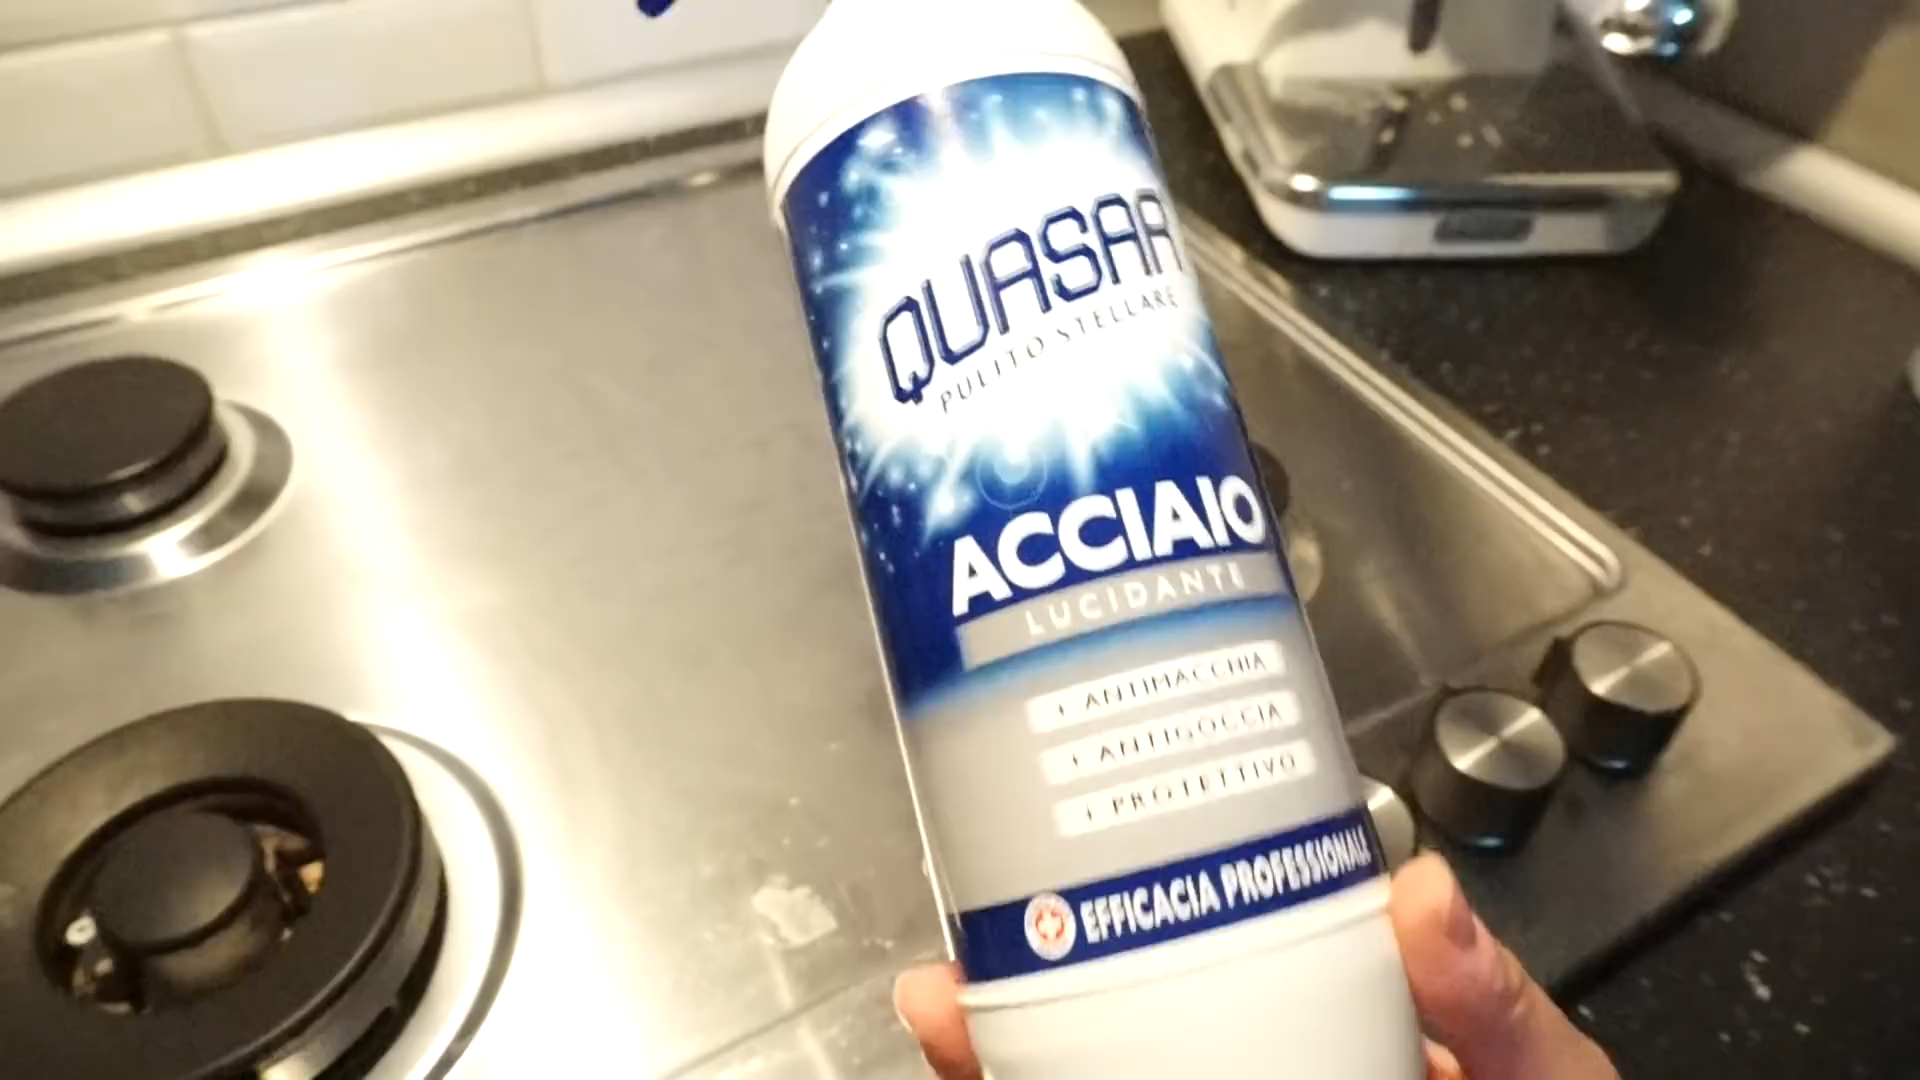 QUASAR
PULITO STELLARE
ACCIAIO
LUCIDANTE
+ ANTIMACCHIA
+ ANTIGOCCIA
+ PROTETTIVO
EFFICACIA PROFESSIONALE